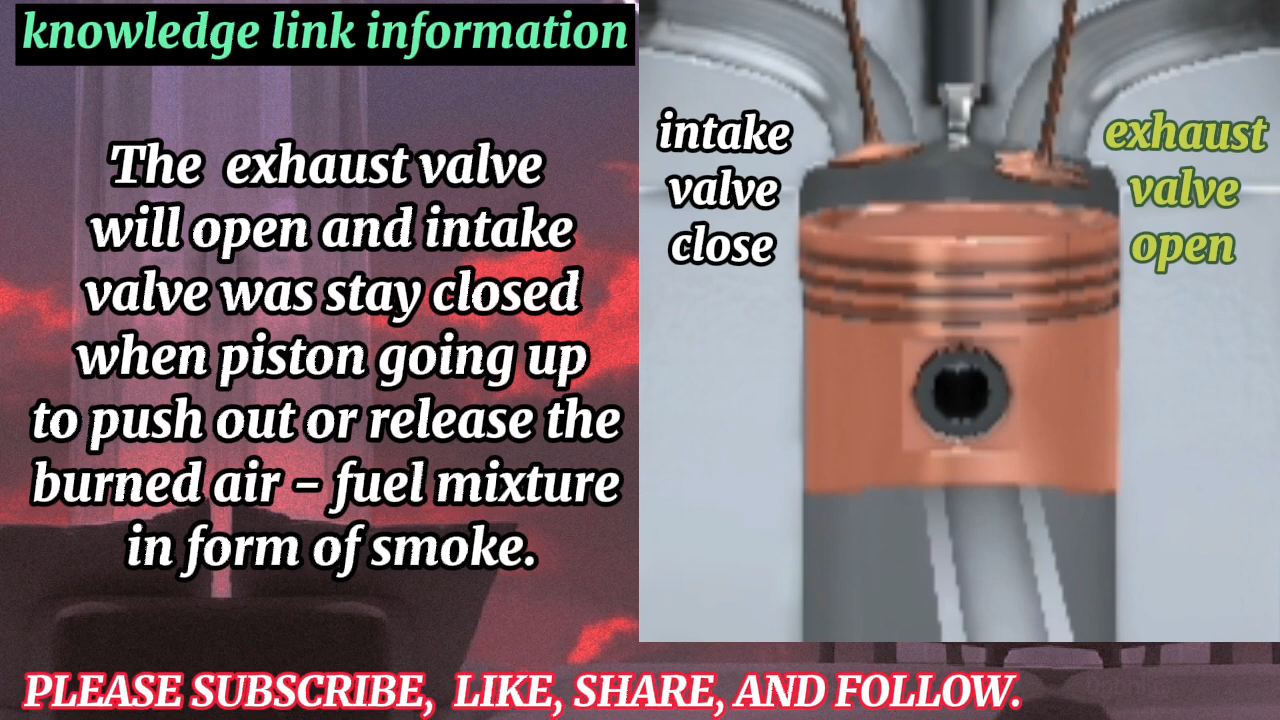 knowledge link information
The exhaust valve
will open and intake
valve was stay closed
when piston going up
to push out or release the
burned air - fuel mixture
in form of smoke.
intake
valve
close
exhaust
valve
open
PLEASE SUBSCRIBE, LIKE, SHARE, AND FOLLOW.